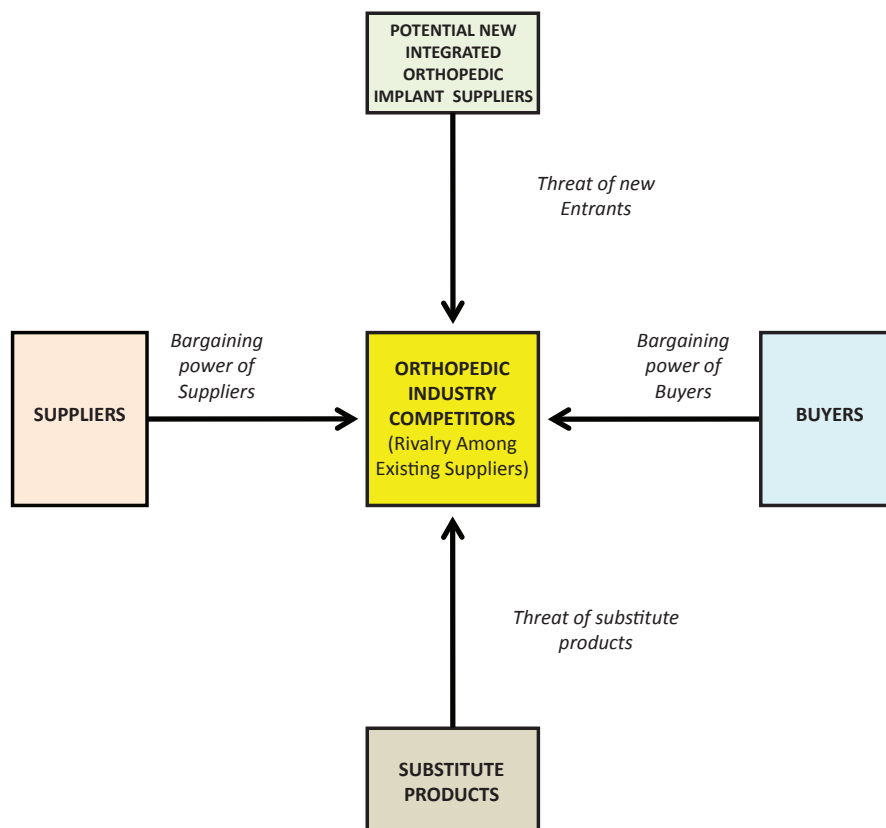 POTENTIAL NEW
INTEGRATED
ORTHOPEDIC
IMPLANT SUPPLIERS
Threat of new
Entrants
Bargaining
power of
Suppliers
SUPPLIERS
ORTHOPEDIC
INDUSTRY
COMPETITORS
(Rivalry Among
Existing Suppliers)
Bargaining
power of
Buyers
BUYERS
Threat of substitute
products
SUBSTITUTE
PRODUCTS